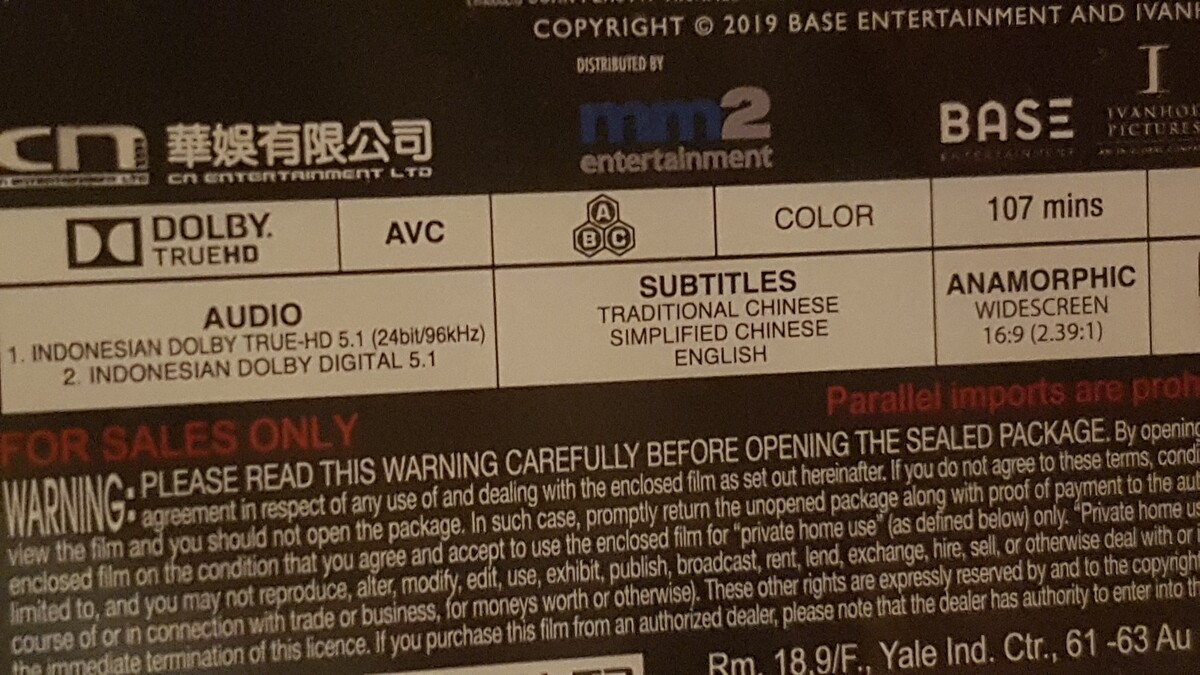 COPYRIGHT © 2019 BASE ENTERTAINMENT AND IVANH
DISTRIBUTED BY
cn 華娛有限公司
CN ENTERTAINMENT LTD
mm2
entertainment
BASE
ENTERTAINMENT
I
IVANHOE
PICTURES
DOLBY.
TRUEHD
AVC
A
B C
COLOR
107 mins
AUDIO
1. INDONESIAN DOLBY TRUE-HD 5.1 (24bit/96kHz)
2. INDONESIAN DOLBY DIGITAL 5.1
SUBTITLES
TRADITIONAL CHINESE
SIMPLIFIED CHINESE
ENGLISH
ANAMORPHIC
WIDESCREEN
16:9 (2.39:1)
FOR SALES ONLY
Parallel imports are proh
WARNING: PLEASE READ THIS WARNING CAREFULLY BEFORE OPENING THE SEALED PACKAGE. By opening
agreement in respect of any use of and dealing with the enclosed film as set out hereinafter. If you do not agree to these terms, condi
view the film and you should not open the package. In such case, promptly return the unopened package along with proof of payment to the au
enclosed film on the condition that you agree and accept to use the enclosed film for "private home use" (as defined below) only. "Private home u
limited to, and you may not reproduce, alter, modify, edit, use, exhibit, publish, broadcast, rent, lend, exchange, hire, sell, or otherwise deal with or
course of or in connection with trade or business, for moneys worth or otherwise). These other rights are expressly reserved by and to the copyright
the immediate termination of this licence. If you purchase this film from an authorized dealer, please note that the dealer has authority to enter into
Rm. 18,9/F., Yale Ind. Ctr., 61 -63 Au